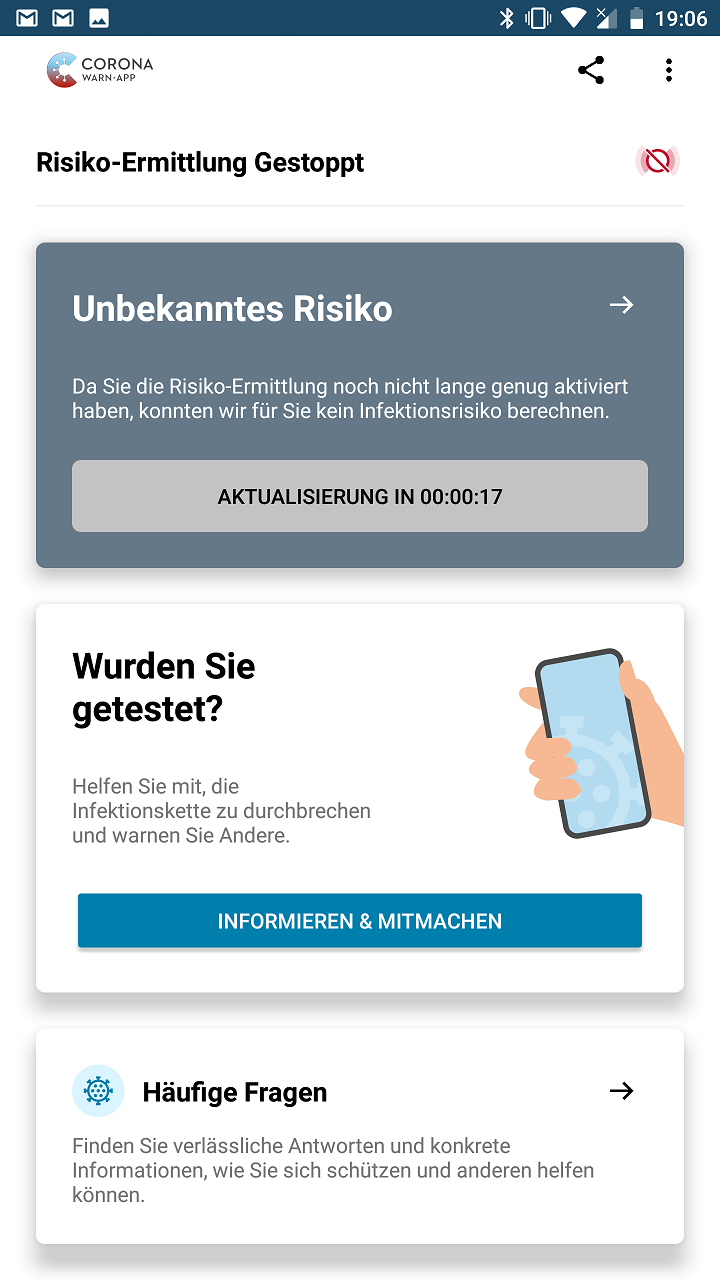 19:06
CORONA
WARN-APP
Risiko-Ermittlung Gestoppt
Unbekanntes Risiko
Da Sie die Risiko-Ermittlung noch nicht lange genug aktiviert
haben, konnten wir für Sie kein Infektionsrisiko berechnen.
AKTUALISIERUNG IN 00:00:17
Wurden Sie
getestet?
Helfen Sie mit, die
Infektionskette zu durchbrechen
und warnen Sie Andere.
INFORMIEREN & MITMACHEN
Häufige Fragen
Finden Sie verlässliche Antworten und konkrete
Informationen, wie Sie sich schützen und anderen helfen
können.